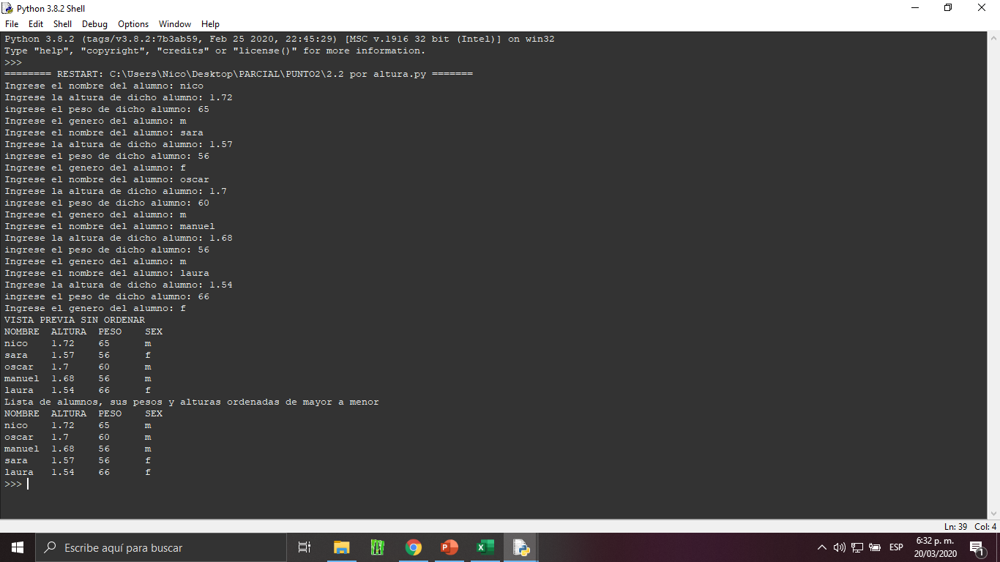 Python 3.8.2 Shell
File Edit Shell Debug Options Window Help
Python 3.8.2 (tags/v3.8.2:7b3ab59, Feb 25 2020, 22:45:29) [MSC v.1916 32 bit (Intel)] on win32
Type "help", "copyright", "credits" or "license()" for more information.
>>>
======== RESTART: C:\Users\Nico\Desktop\PARCIAL\PUNTO2\2.2 por altura.py =======
Ingrese el nombre del alumno: nico
Ingrese la altura de dicho alumno: 1.72
ingrese el peso de dicho alumno: 65
Ingrese el genero del alumno: m
Ingrese el nombre del alumno: sara
Ingrese la altura de dicho alumno: 1.57
ingrese el peso de dicho alumno: 56
Ingrese el genero del alumno: f
Ingrese el nombre del alumno: oscar
Ingrese la altura de dicho alumno: 1.7
ingrese el peso de dicho alumno: 60
Ingrese el genero del alumno: m
Ingrese el nombre del alumno: manuel
Ingrese la altura de dicho alumno: 1.68
ingrese el peso de dicho alumno: 56
Ingrese el genero del alumno: m
Ingrese el nombre del alumno: laura
Ingrese la altura de dicho alumno: 1.54
ingrese el peso de dicho alumno: 66
Ingrese el genero del alumno: f
VISTA PREVIA SIN ORDENAR
NOMBRE ALTURA PESO SEX
nico 1.72 65 m
sara 1.57 56 f
oscar 1.7 60 m
manuel 1.68 56 m
laura 1.54 66 f
Lista de alumnos, sus pesos y alturas ordenadas de mayor a menor
NOMBRE ALTURA PESO SEX
nico 1.72 65 m
oscar 1.7 60 m
manuel 1.68 56 m
sara 1.57 56 f
laura 1.54 66 f
>>>
Ln: 39 Col: 4
Escribe aquí para buscar
ESP
6:32 p. m.
20/03/2020
1